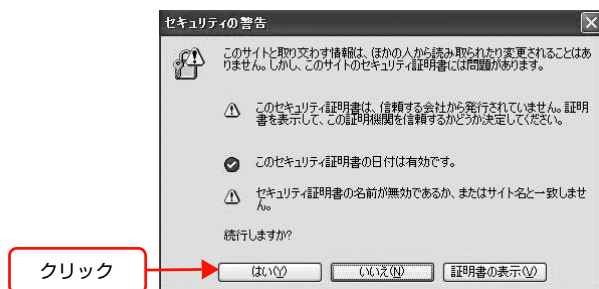 セキュリティの警告
このサイトと取り交わす情報は、ほかの人から読み取られたり変更されることはあ
りません。しかし、このサイトのセキュリティ証明書には問題があります。
このセキュリティ証明書は、信頼する会社から発行されていません。証明
書を表示して、この証明機関を信頼するかどうか決定してください。
このセキュリティ証明書の日付は有効です。
セキュリティ証明書の名前が無効であるか、またはサイト名と一致しませ
ん。
続行しますか?
クリック
はい(Y) いいえ(N) 証明書の表示(V)